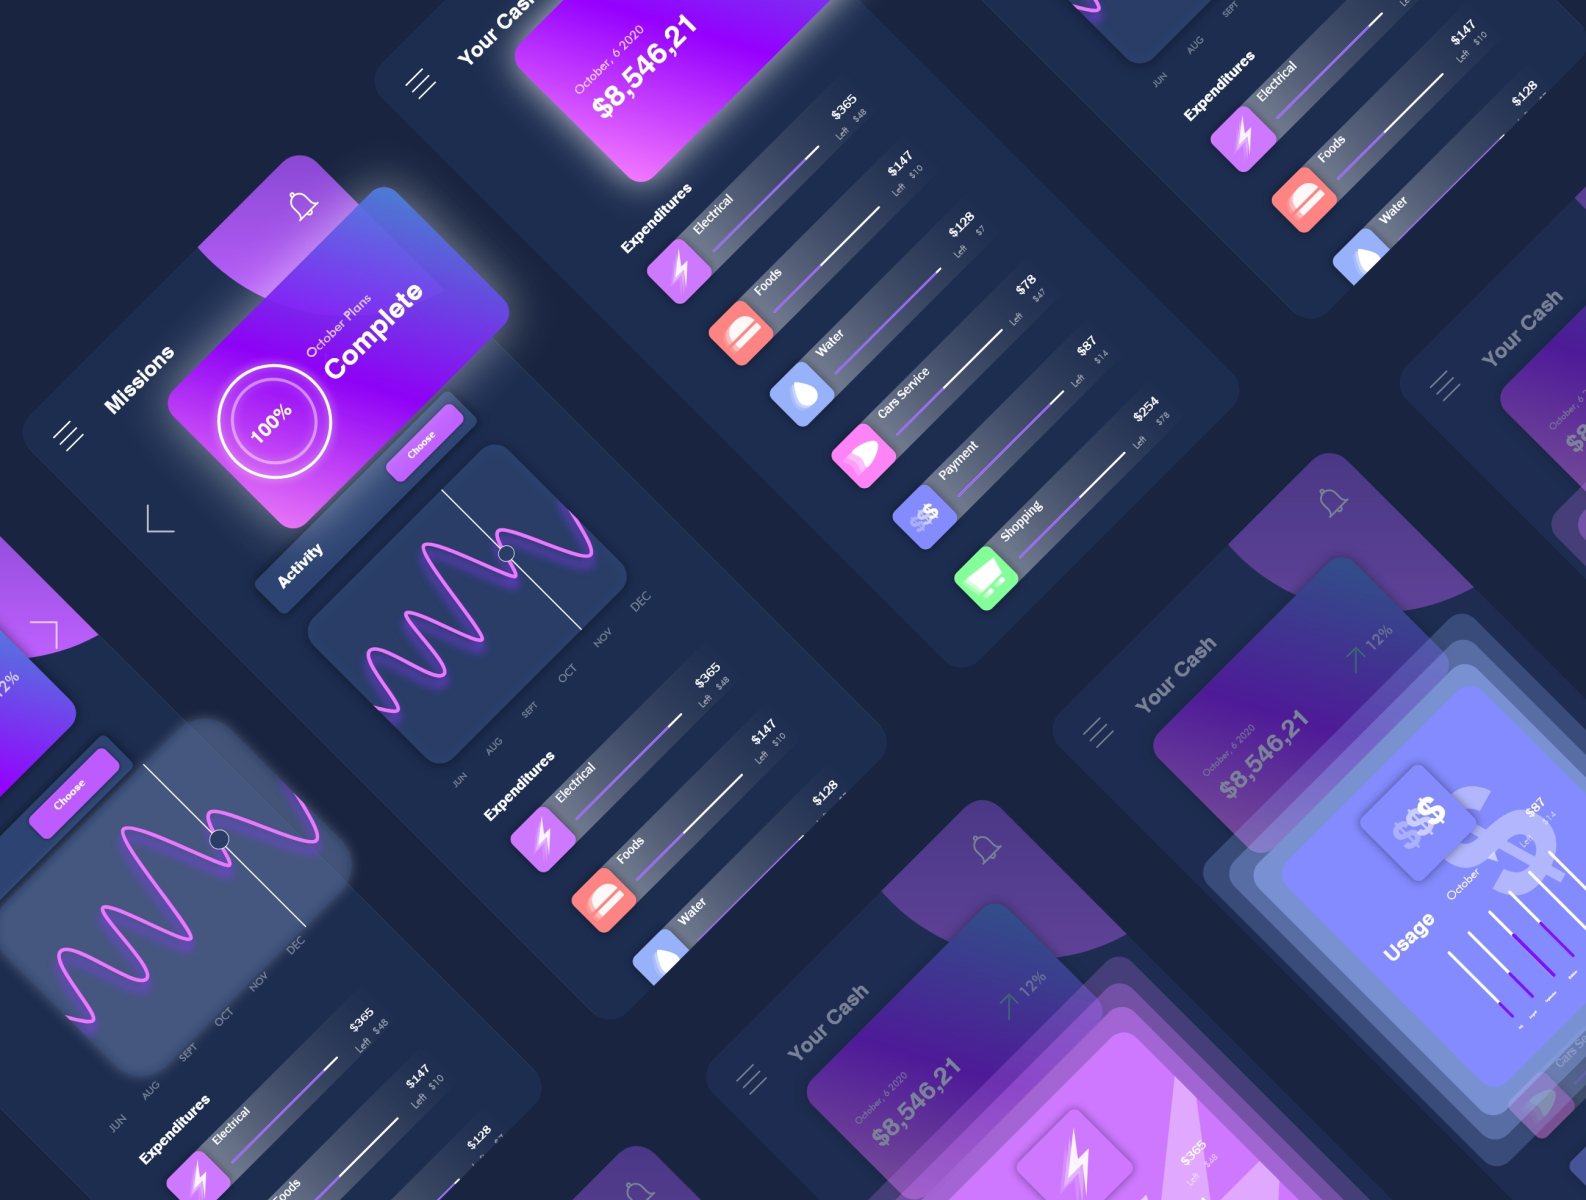 Missions
October Plans
Complete
100%
Choose
Activity
JUN
AUG
SEPT
OCT
NOV
DEC
Expenditures
Electrical
$365
Left $48
Foods
$147
Left $10
Water
$128
Your Cash
October, 6 2020
$8,546,21
Expenditures
Electrical
$365
Left $48
Foods
$147
Left $10
Water
$128
Left $7
Cars Service
$78
Left $47
Payment
$87
Left $14
Shopping
$254
Left $78
SEPT
AUG
JUN
Expenditures
Electrical
Foods
$147
Left $10
Water
$128
Your Cash
Your Cash
12%
October, 6 2020
$8,546,21
$87
October
Usage
Your Cash
12%
October, 6 2020
$8,546,21
$365
Left $48
Choose
DEC
NOV
OCT
SEPT
AUG
JUN
Expenditures
Electrical
$365
Left $48
Foods
$147
Left $10
$128